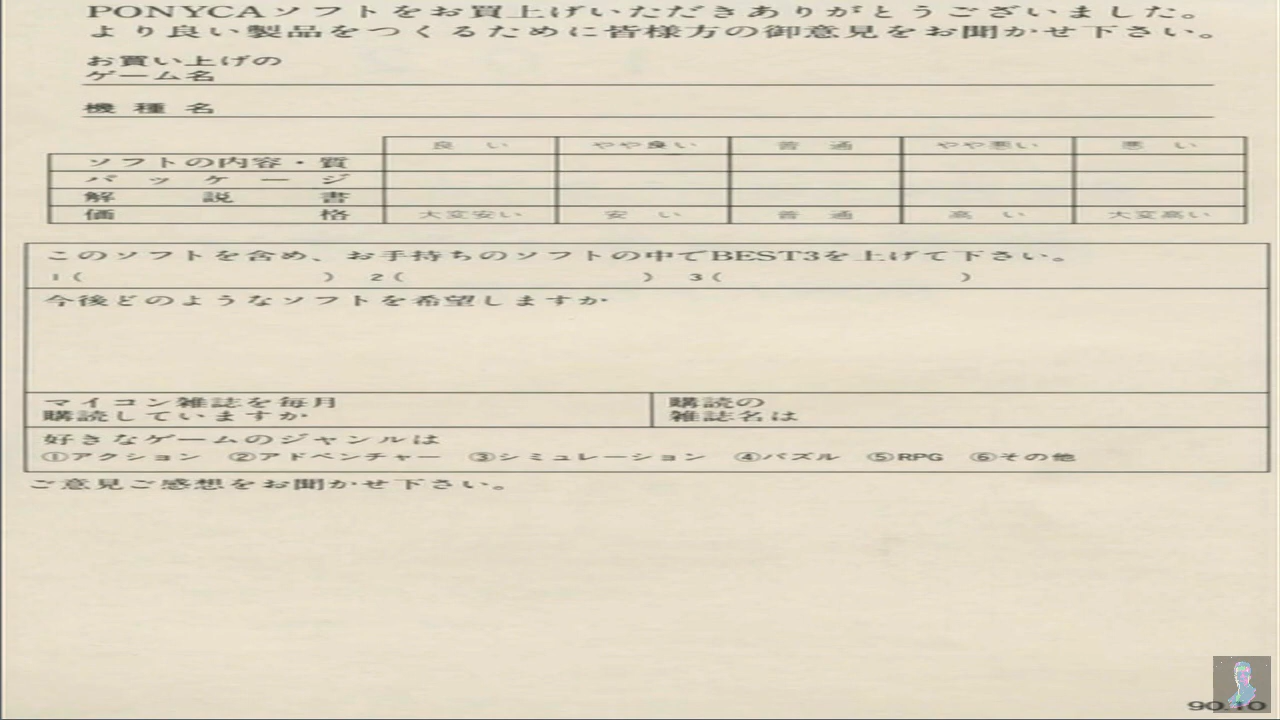 PONYCAソフトをお買上げいただきありがとうございました。
より良い製品をつくるために皆様方の御意見をお聞かせ下さい。
お買い上げの
ゲーム名
機種名
良い やや良い 普通 やや悪い 悪い
ソフトの内容・質
パッケージ
解説書
価格 大変安い 安い 普通 高い 大変高い
このソフトを含め、お手持ちのソフトの中でBEST3を上げて下さい。
1( ) 2( ) 3( )
今後どのようなソフトを希望しますか
マイコン雑誌を毎月
購読していますか
購読の
雑誌名は
好きなゲームのジャンルは
①アクション ②アドベンチャー ③シミュレーション ④パズル ⑤RPG ⑥その他
ご意見ご感想をお聞かせ下さい。
90.10